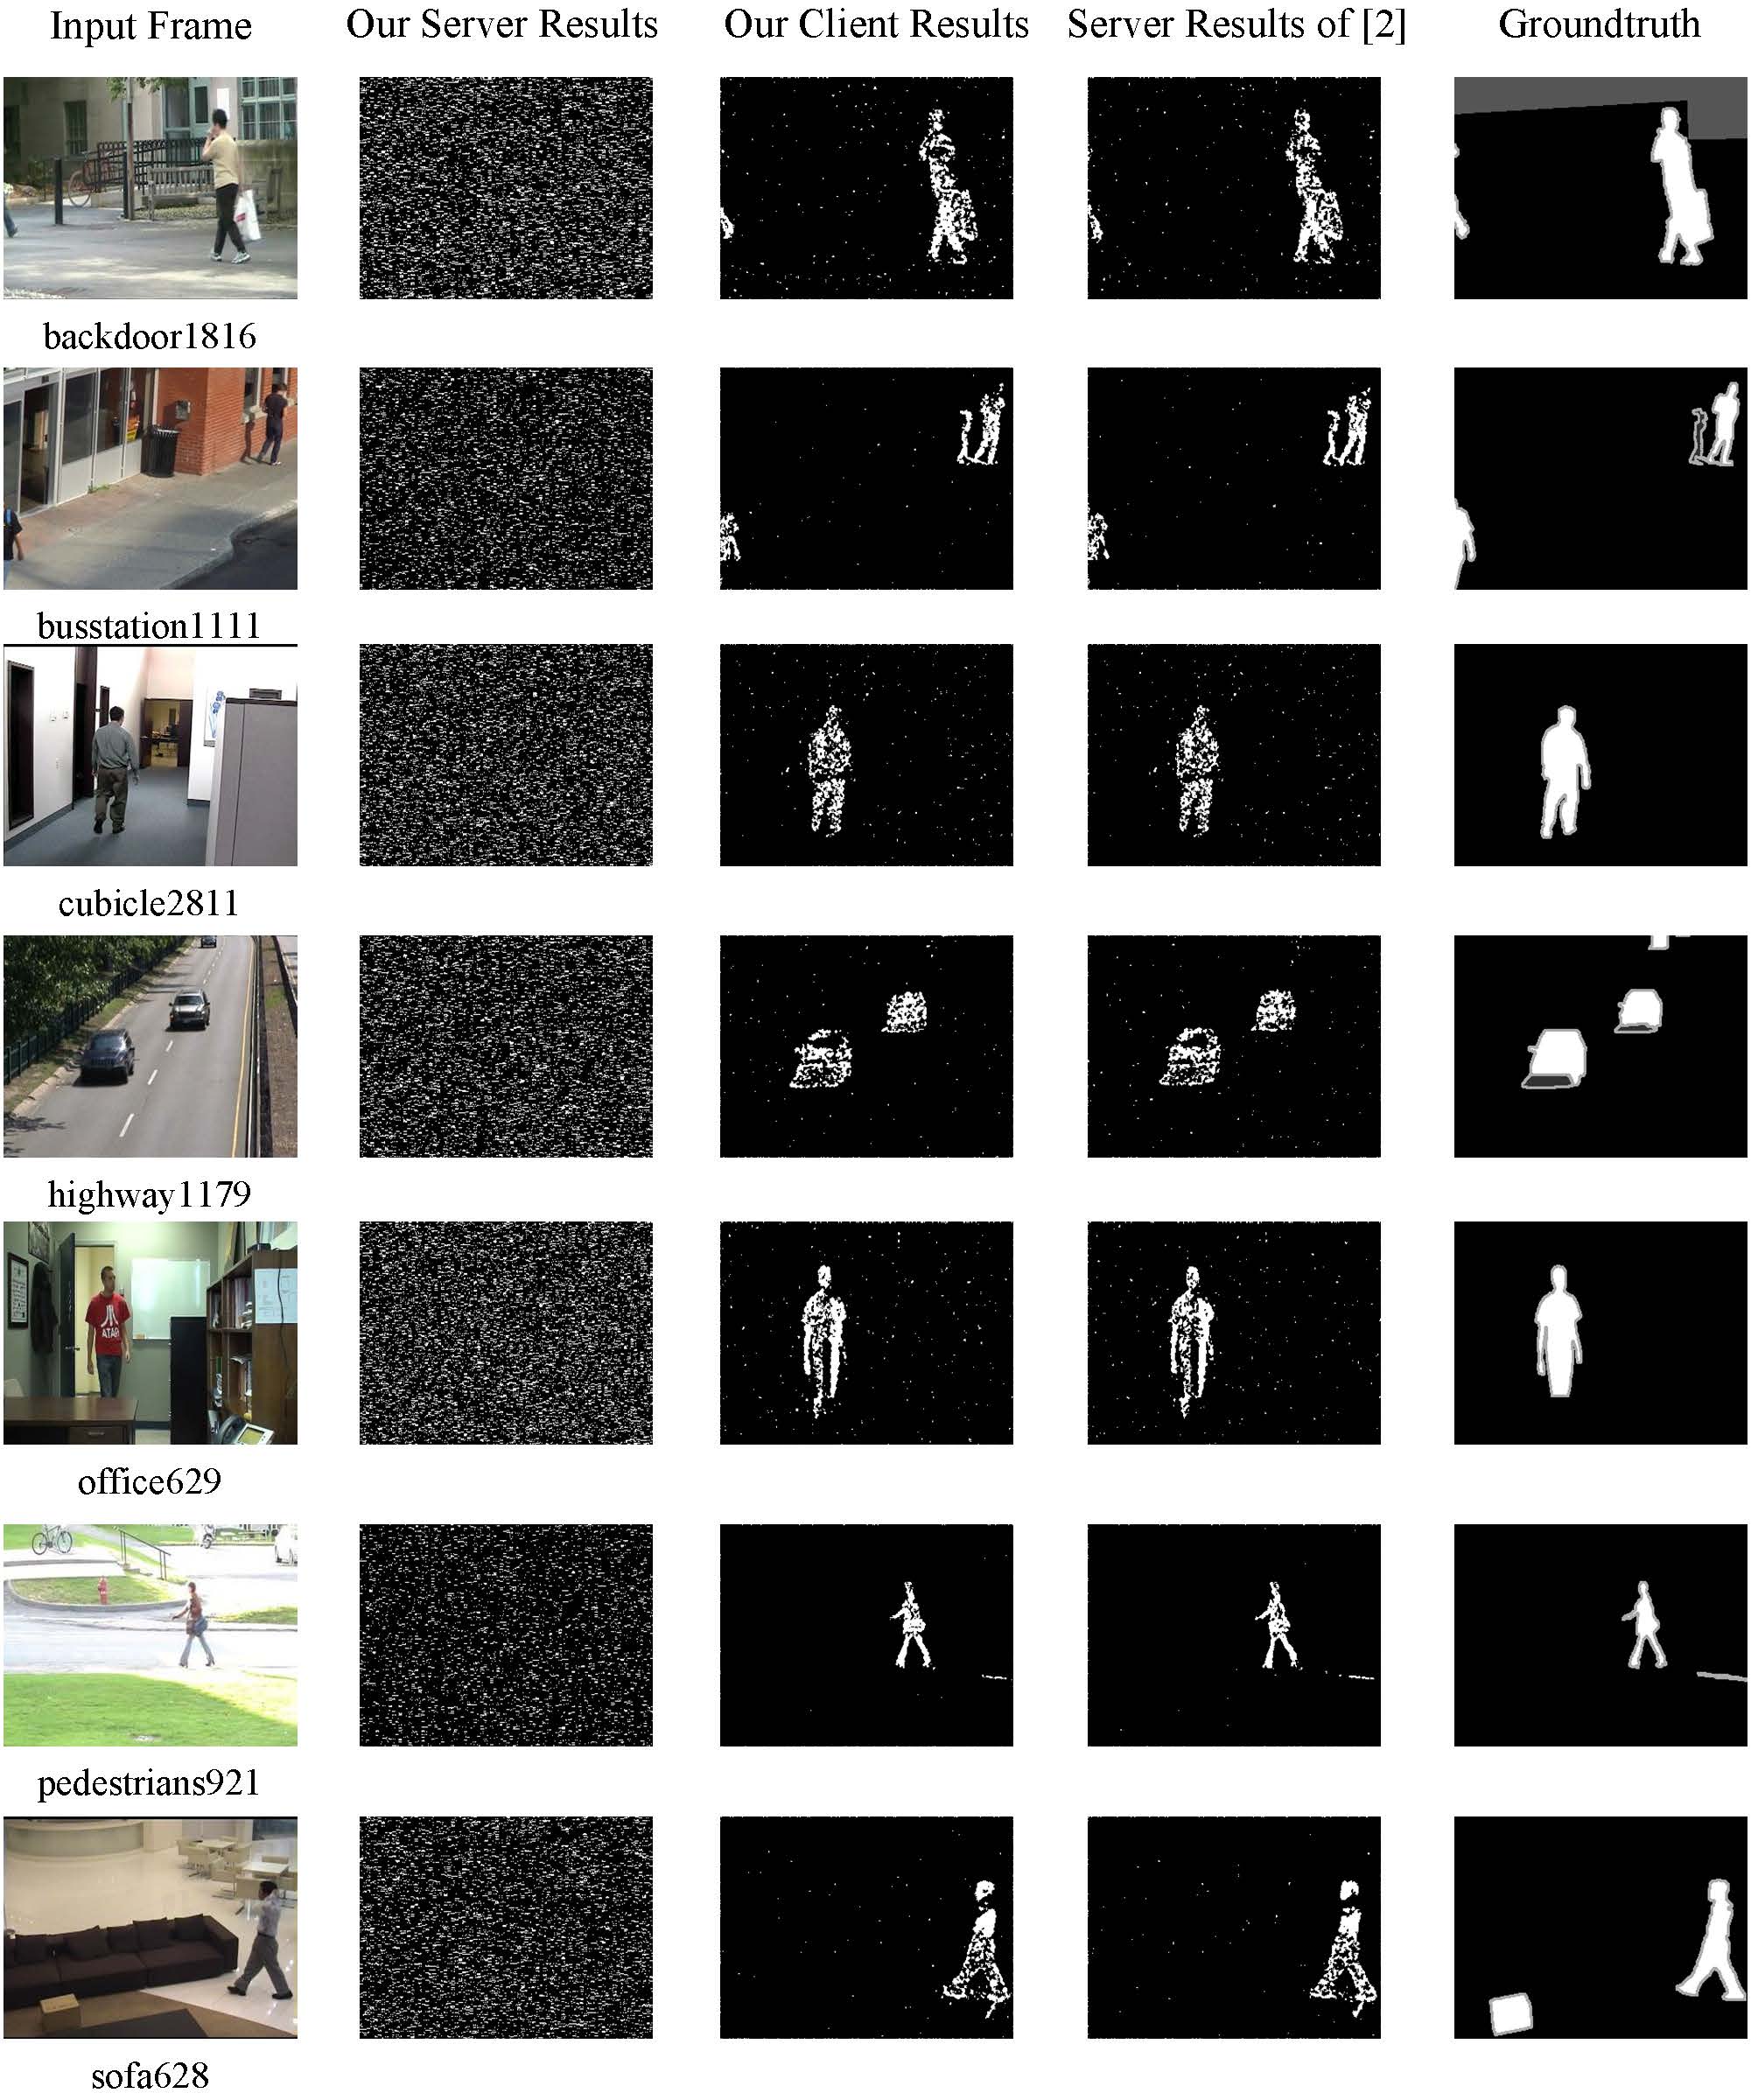 Input Frame Our Server Results Our Client Results Server Results of [2] Groundtruth
backdoor1816
busstation1111
cubicle2811
highway1179
ATARI
office629
pedestrians921
sofa628